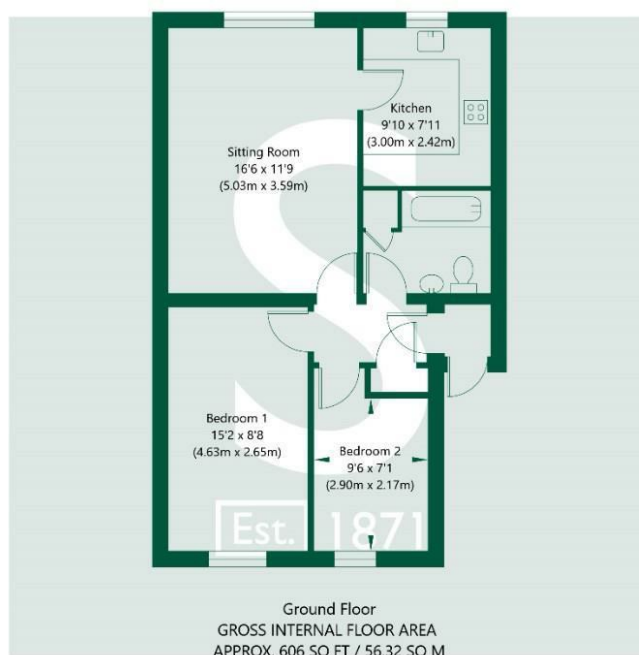 Kitchen
9'10 x 7'11
(3.00m x 2.42m)
Sitting Room
16'6 x 11'9
(5.03m x 3.59m)
Bedroom 1
15'2 x 8'8
(4.63m x 2.65m)
Bedroom 2
9'6 x 7'1
(2.90m x 2.17m)
S
Est. 1871
Ground Floor
GROSS INTERNAL FLOOR AREA
APPROX. 606 SQ FT / 56.32 SQ M